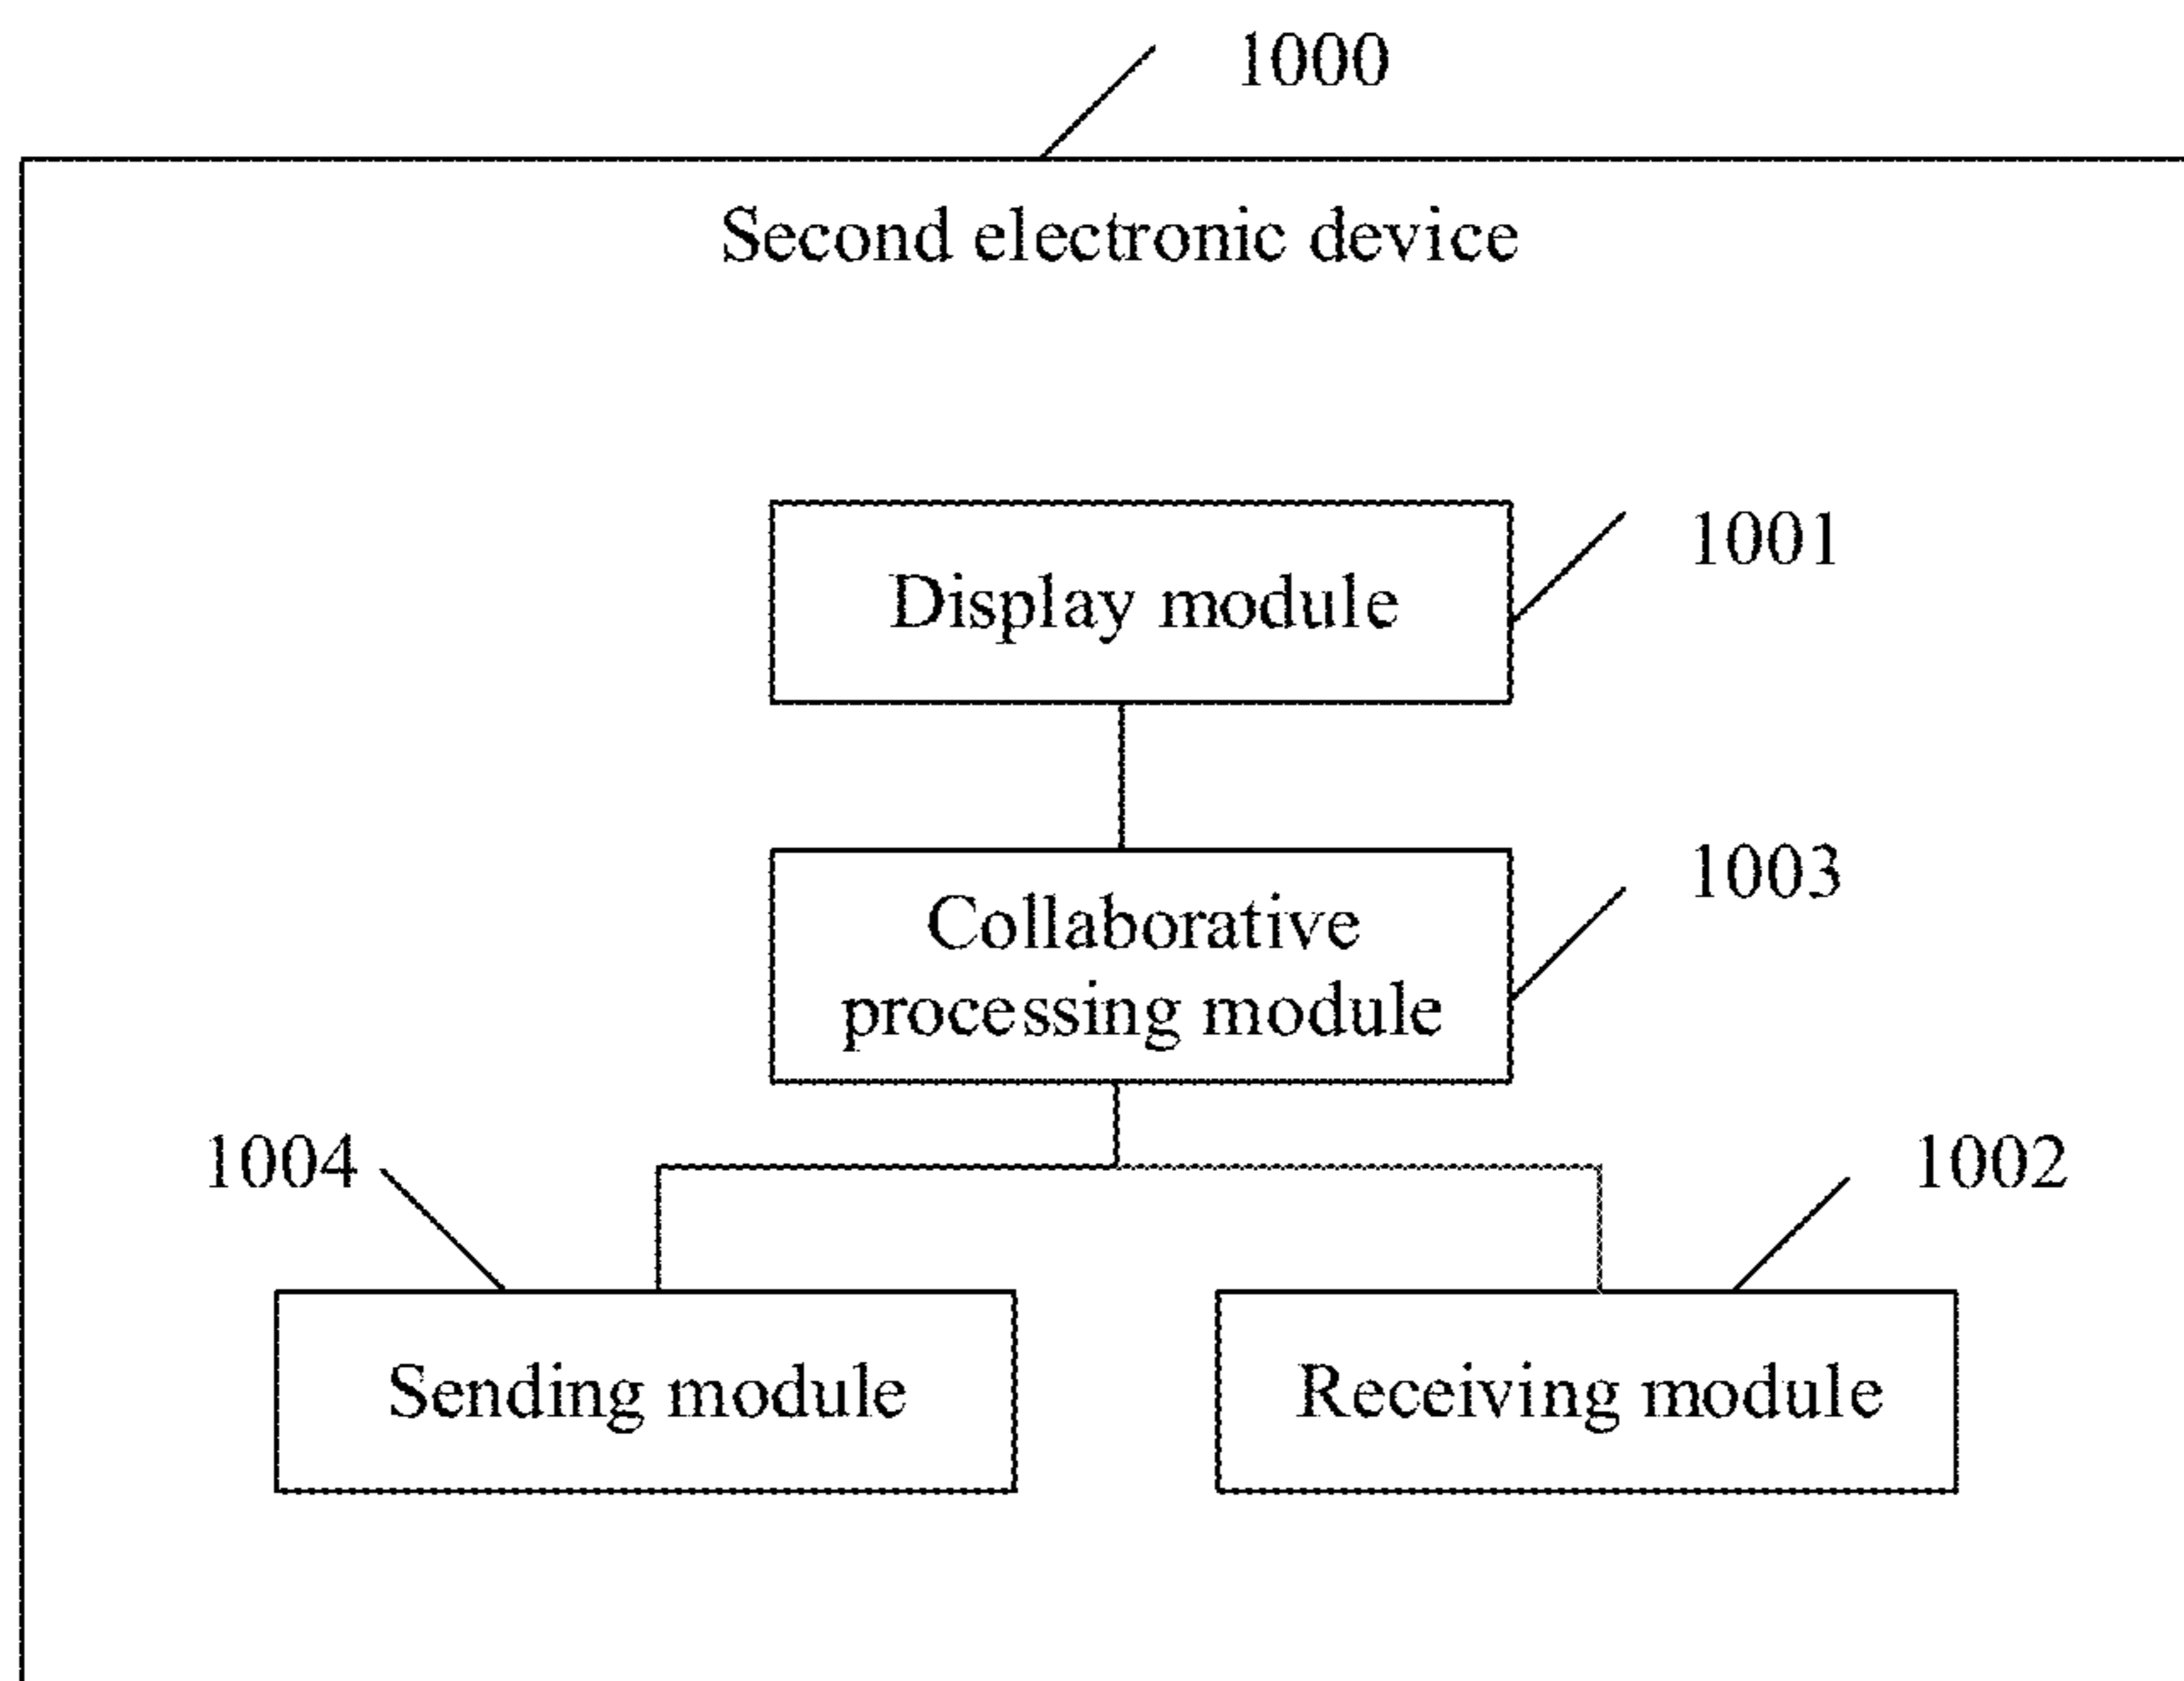 1000
Second electronic device
1001
Display module
1003
Collaborative
processing module
1004
1002
Sending module
Receiving module